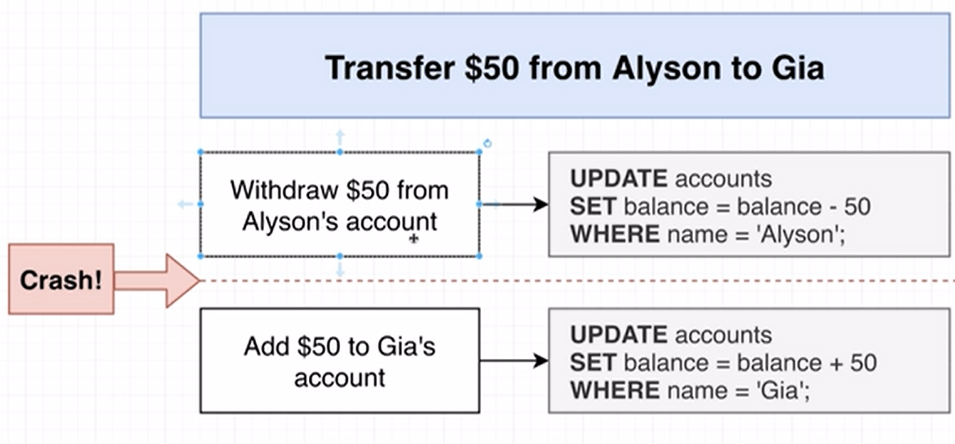 Transfer $50 from Alyson to Gia
Withdraw $50 from
Alyson's account
UPDATE accounts
SET balance = balance - 50
WHERE name = 'Alyson';
Crash!
Add $50 to Gia's
account
UPDATE accounts
SET balance = balance + 50
WHERE name = 'Gia';